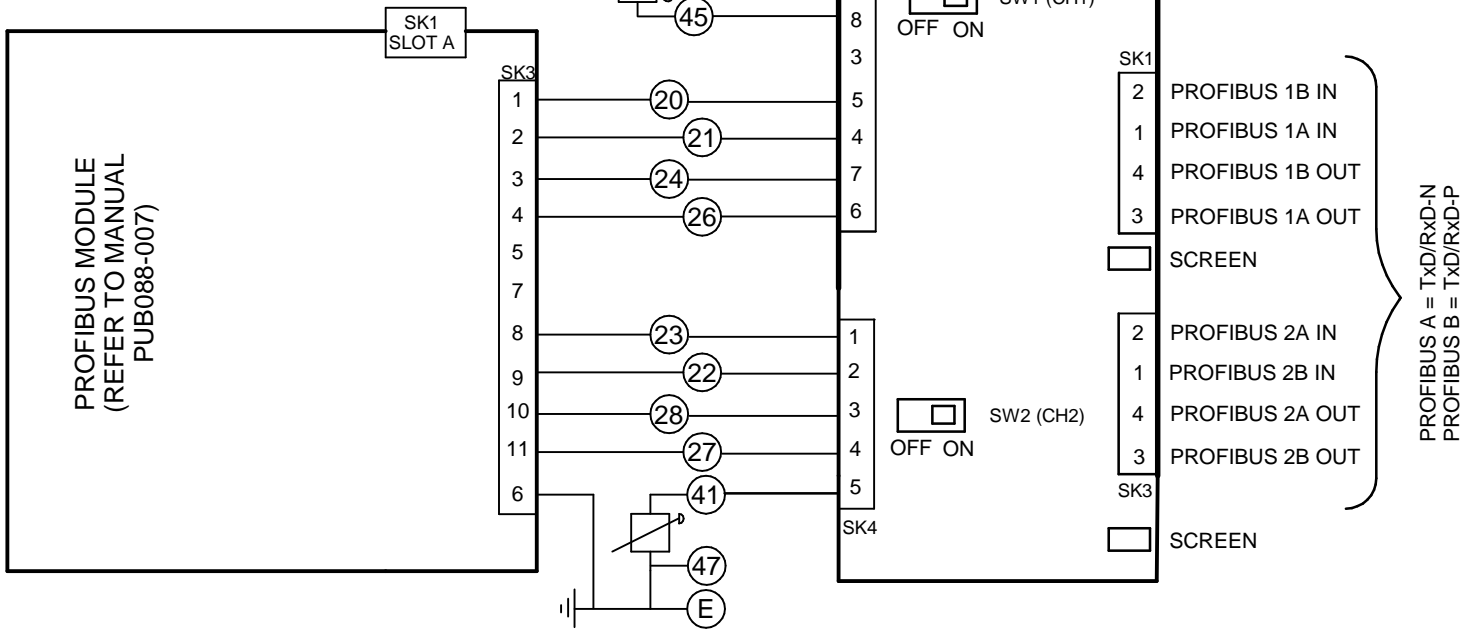 SK1
SLOT A
PROFIBUS MODULE
(REFER TO MANUAL
PUB088-007)
SK3
1
2
3
4
5
7
8
9
10
11
6
45
20
21
24
26
23
22
28
27
41
47
E
8
3
5
4
7
6
1
2
3
4
5
SK4
OFF ON
SW2 (CH2)
OFF ON
SK1
2 PROFIBUS 1B IN
1 PROFIBUS 1A IN
4 PROFIBUS 1B OUT
3 PROFIBUS 1A OUT
SCREEN
2 PROFIBUS 2A IN
1 PROFIBUS 2B IN
4 PROFIBUS 2A OUT
3 PROFIBUS 2B OUT
SK3
SCREEN
PROFIBUS A = TxD/RxD-N
PROFIBUS B = TxD/RxD-P